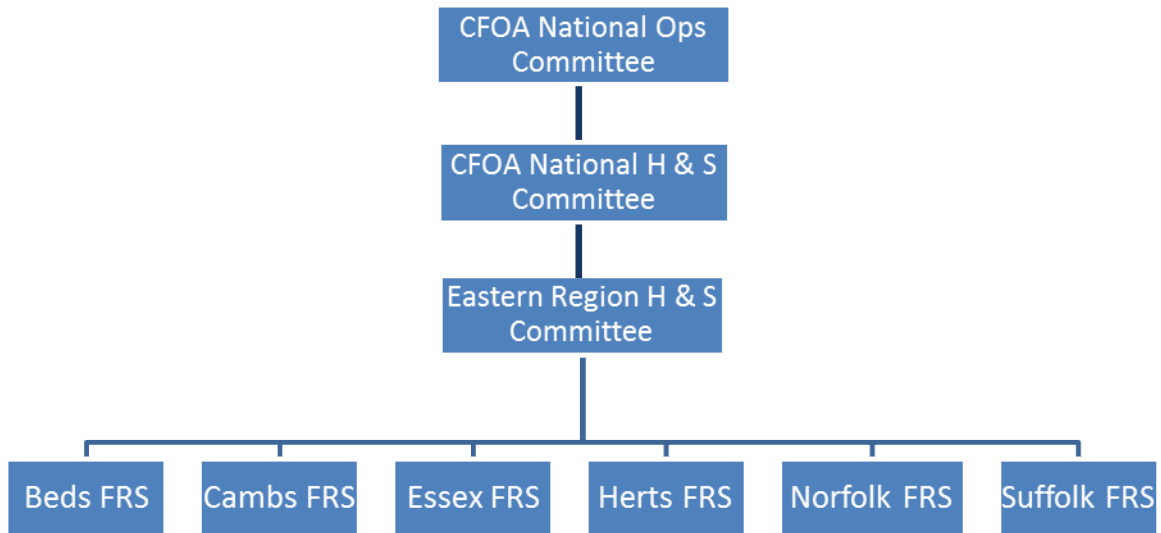 CFOA National Ops
Committee
CFOA National H & S
Committee
Eastern Region H & S
Committee
Beds FRS
Cambs FRS
Essex FRS
Herts FRS
Norfolk FRS
Suffolk FRS